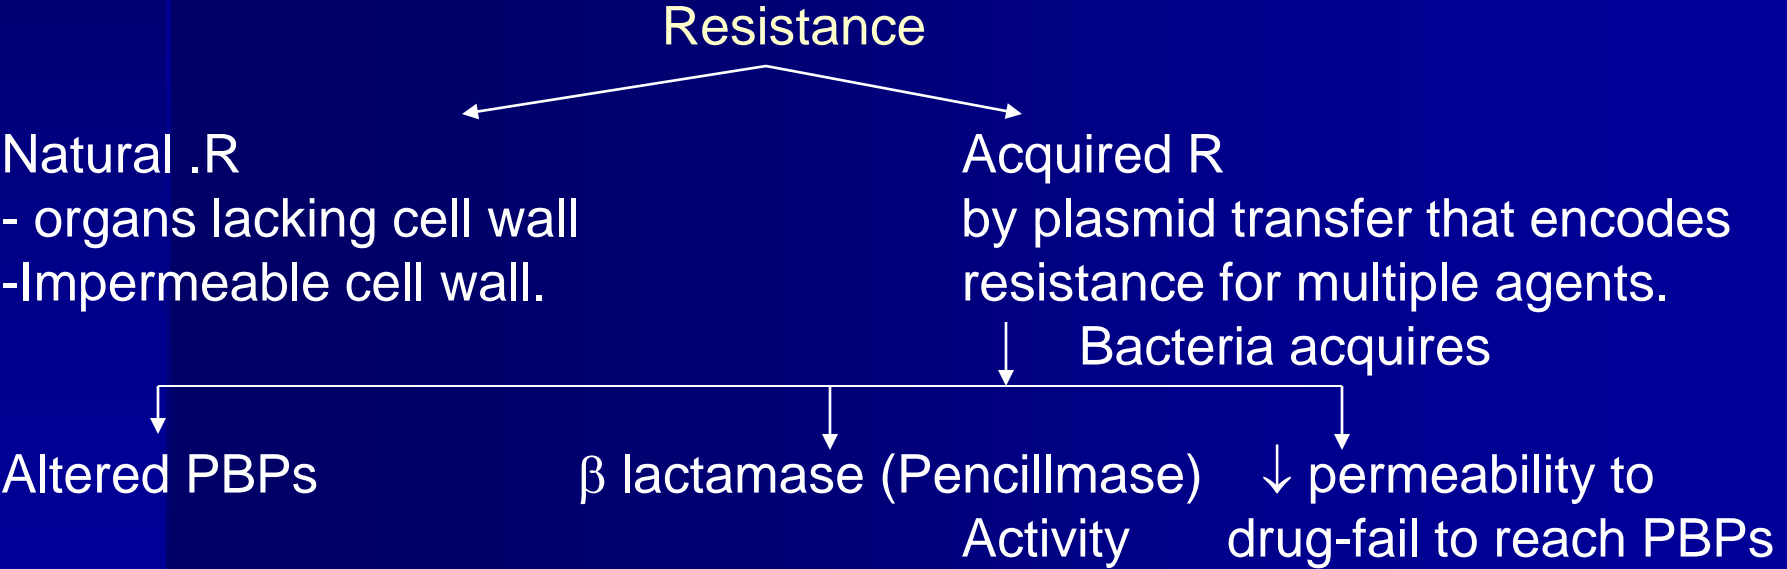 Resistance
Natural .R
- organs lacking cell wall
-Impermeable cell wall.
Acquired R
by plasmid transfer that encodes
resistance for multiple agents.
Bacteria acquires
Altered PBPs
β lactamase (Pencillmase)
Activity
↓ permeability to
drug-fail to reach PBPs